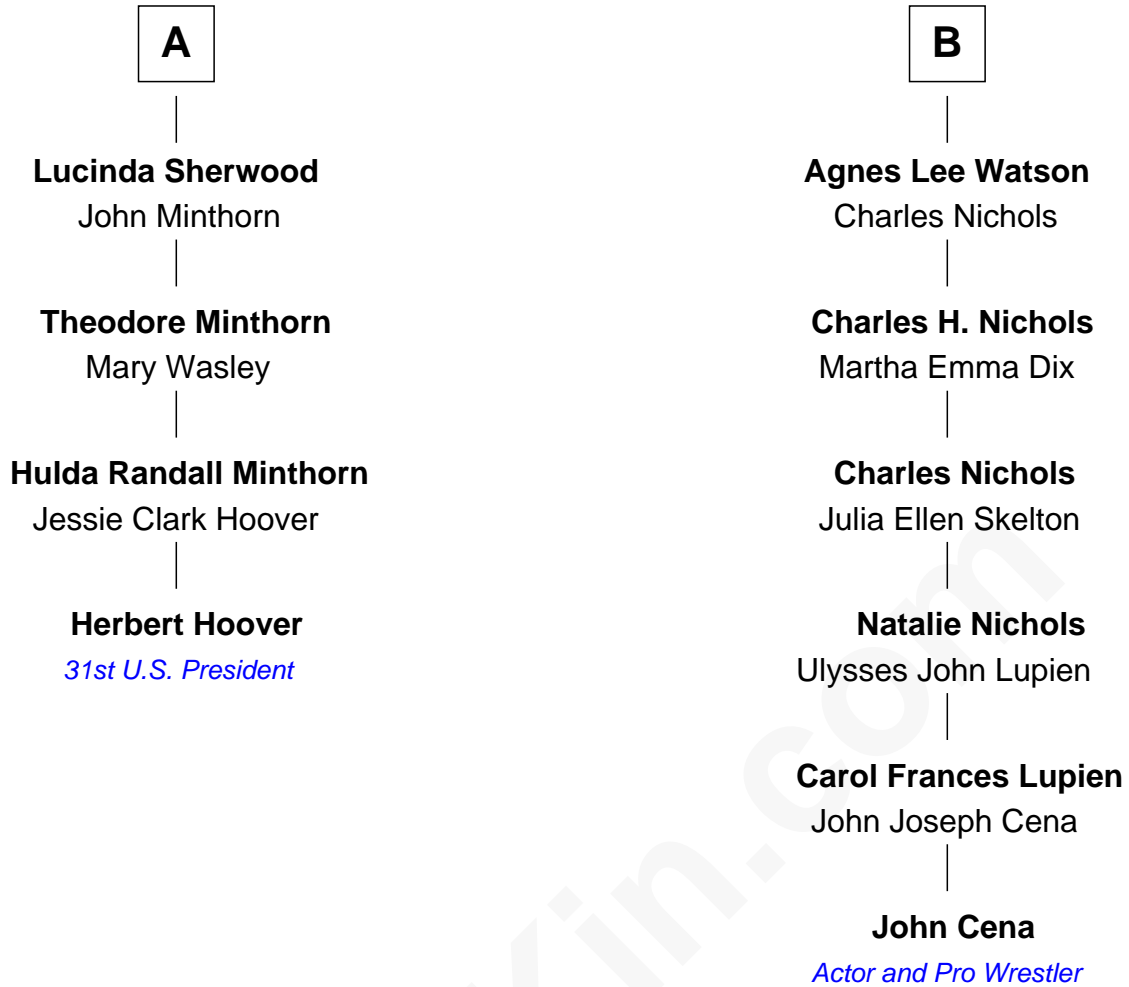 A
Lucinda Sherwood
John Minthorn
Theodore Minthorn
Mary Wasley
Hulda Randall Minthorn
Jessie Clark Hoover
Herbert Hoover
31st U.S. President
B
Agnes Lee Watson
Charles Nichols
Charles H. Nichols
Martha Emma Dix
Charles Nichols
Julia Ellen Skelton
Natalie Nichols
Ulysses John Lupien
Carol Frances Lupien
John Joseph Cena
John Cena
Actor and Pro Wrestler
Kin.com